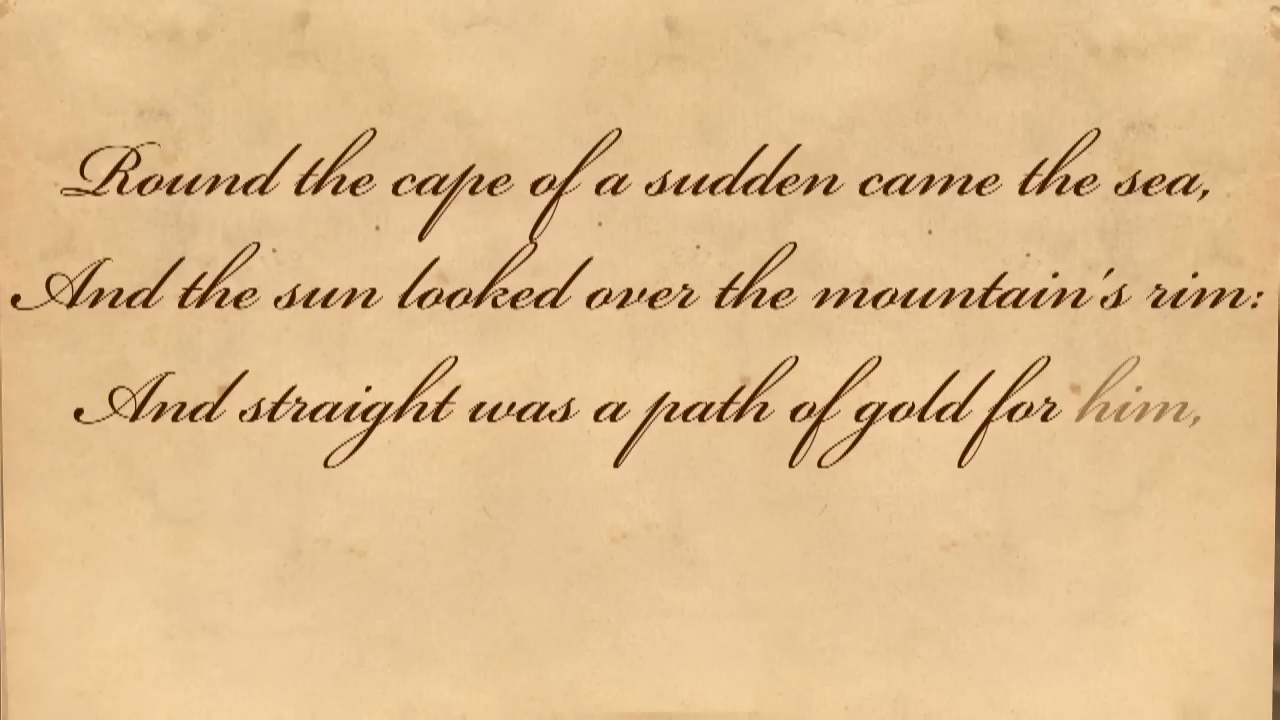 Round the cape of a sudden came the sea,
And the sun looked over the mountain's rim:
And straight was a path of gold for him,